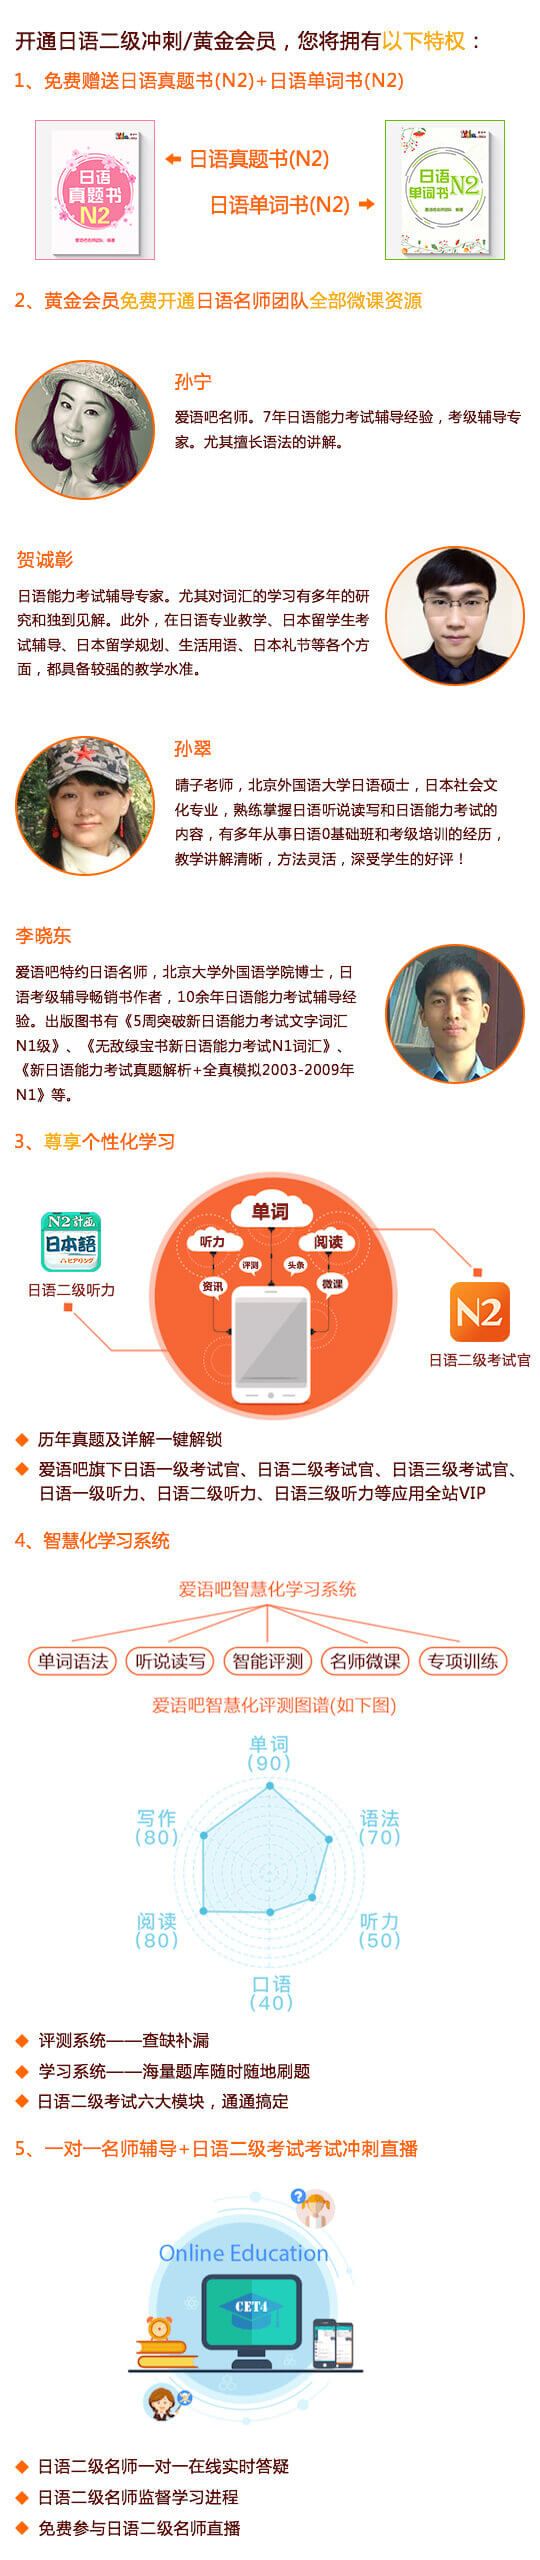 开通日语二级冲刺/黄金会员，您将拥有以下特权：
1、免费赠送日语真题书(N2)+日语单词书(N2)
日语
真题书
N2
爱语吧名师团队 编著
日语真题书(N2)
日语单词书(N2)
日语
单词书
N2
爱语吧名师团队 编著
2、黄金会员免费开通日语名师团队全部微课资源
孙宁
爱语吧名师。7年日语能力考试辅导经验，考级辅导专
家。尤其擅长语法的讲解。
贺诚彰
日语能力考试辅导专家。尤其对词汇的学习有多年的研
究和独到见解。此外，在日语专业教学、日本留学生考
试辅导、日本留学规划、生活用语、日本礼节等各个方
面，都具备较强的教学水准。
孙翠
晴子老师，北京外国语大学日语硕士，日本社会文
化专业，熟练掌握日语听说读写和日语能力考试的
内容，有多年从事日语0基础班和考级培训的经历，
教学讲解清晰，方法灵活，深受学生的好评！
李晓东
爱语吧特约日语名师，北京大学外国语学院博士，日
语考级辅导畅销书作者，10余年日语能力考试辅导经
验。出版图书有《5周突破新日语能力考试文字词汇
N1级》、《无敌绿宝书新日语能力考试N1词汇》、
《新日语能力考试真题解析+全真模拟2003-2009年
N1》等。
3、尊享个性化学习
N2計画
日本語
ヒアリング
日语二级听力
单词
听力
阅读
评测
头条
资讯
微课
N2
日语二级考试官
历年真题及详解一键解锁
爱语吧旗下日语一级考试官、日语二级考试官、日语三级考试官、
日语一级听力、日语二级听力、日语三级听力等应用全站VIP
4、智慧化学习系统
爱语吧智慧化学习系统
单词语法 听说读写 智能评测 名师微课 专项训练
爱语吧智慧化评测图谱(如下图)
单词
(90)
写作
(80)
语法
(70)
阅读
(80)
听力
(50)
口语
(40)
评测系统——查缺补漏
学习系统——海量题库随时随地刷题
日语二级考试六大模块，通通搞定
5、一对一名师辅导+日语二级考试考试冲刺直播
?
Online Education
CET4
日语二级名师一对一在线实时答疑
日语二级名师监督学习进程
免费参与日语二级名师直播